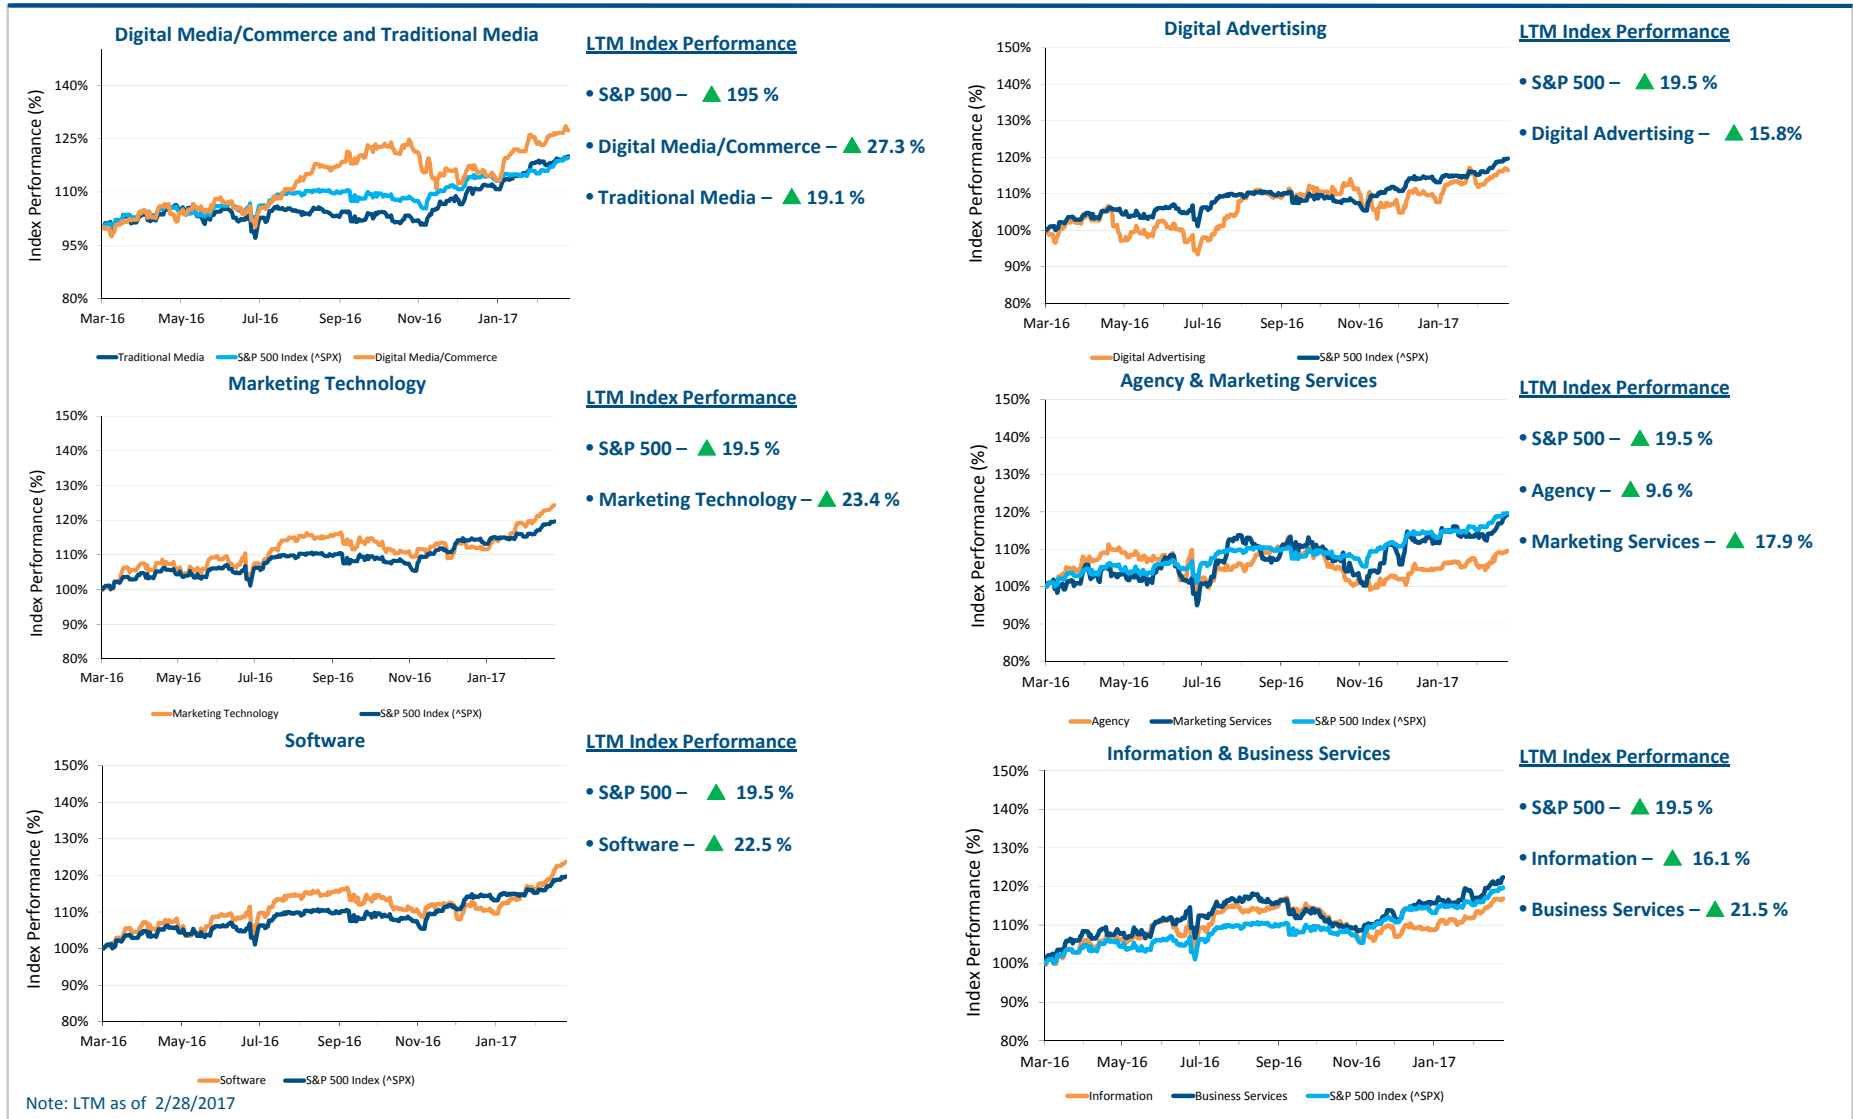 Digital Media/Commerce and Traditional Media
Index Performance (%)
140%
125%
110%
95%
80%
Mar-16 May-16 Jul-16 Sep-16 Nov-16 Jan-17
Traditional Media S&P 500 Index (^SPX) Digital Media/Commerce
LTM Index Performance
• S&P 500 – ▲ 195 %
• Digital Media/Commerce – ▲ 27.3 %
• Traditional Media – ▲ 19.1 %
Digital Advertising
Index Performance (%)
150%
140%
130%
120%
110%
100%
90%
80%
Mar-16 May-16 Jul-16 Sep-16 Nov-16 Jan-17
Digital Advertising S&P 500 Index (^SPX)
LTM Index Performance
• S&P 500 – ▲ 19.5 %
• Digital Advertising – ▲ 15.8%
Marketing Technology
Index Performance (%)
150%
140%
130%
120%
110%
100%
90%
80%
Mar-16 May-16 Jul-16 Sep-16 Nov-16 Jan-17
Marketing Technology S&P 500 Index (^SPX)
LTM Index Performance
• S&P 500 – ▲ 19.5 %
• Marketing Technology – ▲ 23.4 %
Agency & Marketing Services
Index Performance (%)
150%
140%
130%
120%
110%
100%
90%
80%
Mar-16 May-16 Jul-16 Sep-16 Nov-16 Jan-17
Agency Marketing Services S&P 500 Index (^SPX)
LTM Index Performance
• S&P 500 – ▲ 19.5 %
• Agency – ▲ 9.6 %
• Marketing Services – ▲ 17.9 %
Software
Index Performance (%)
150%
140%
130%
120%
110%
100%
90%
80%
Mar-16 May-16 Jul-16 Sep-16 Nov-16 Jan-17
Software S&P 500 Index (^SPX)
LTM Index Performance
• S&P 500 – ▲ 19.5 %
• Software – ▲ 22.5 %
Information & Business Services
Index Performance (%)
150%
140%
130%
120%
110%
100%
90%
80%
Mar-16 May-16 Jul-16 Sep-16 Nov-16 Jan-17
Information Business Services S&P 500 Index (^SPX)
LTM Index Performance
• S&P 500 – ▲ 19.5 %
• Information – ▲ 16.1 %
• Business Services – ▲ 21.5 %
Note: LTM as of 2/28/2017